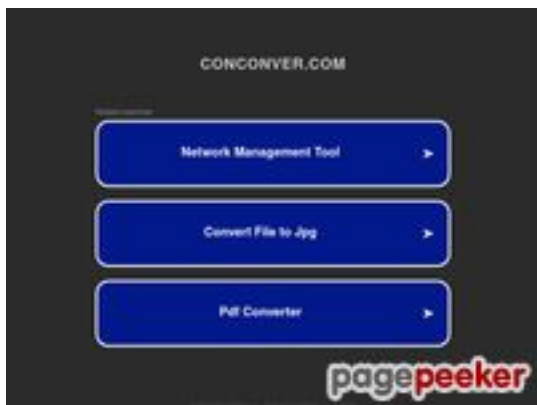 CONCONVER.COM
Network Management Tool
Convert File to Jpg
Pdf Converter
pagepeeker